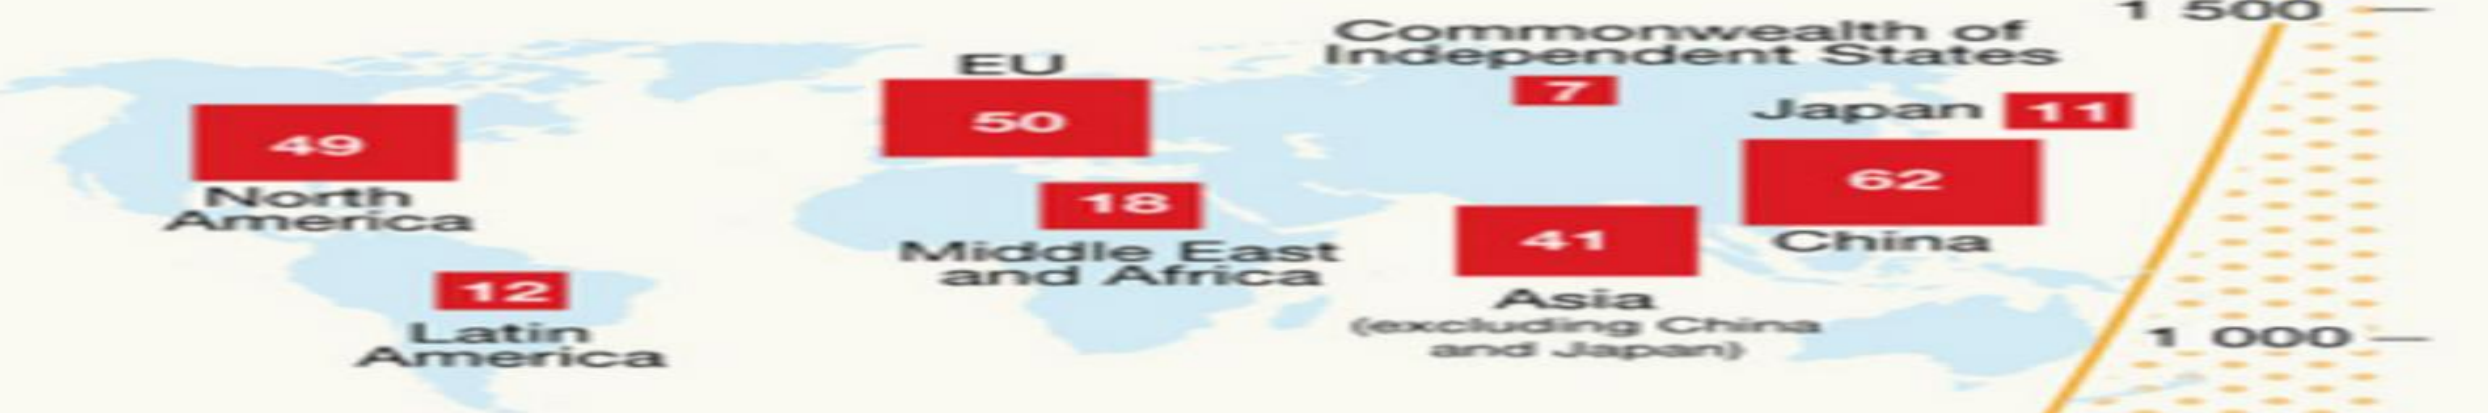 1 500
Commonwealth of
Independent States
EU
7
Japan 11
50
49
62
18
North
America
41
China
Middle East
and Africa
12
Asia
(excluding China
and Japan)
Latin
America
1 000